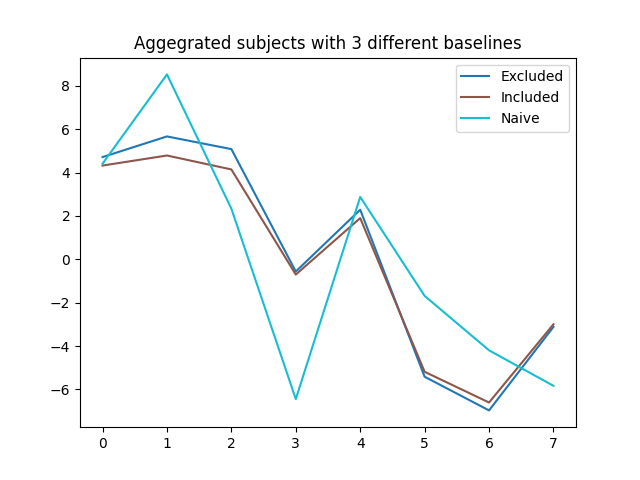 Aggegrated subjects with 3 different baselines
Excluded
Included
Naive
8
6
4
2
0
−2
−4
−6
0 1 2 3 4 5 6 7